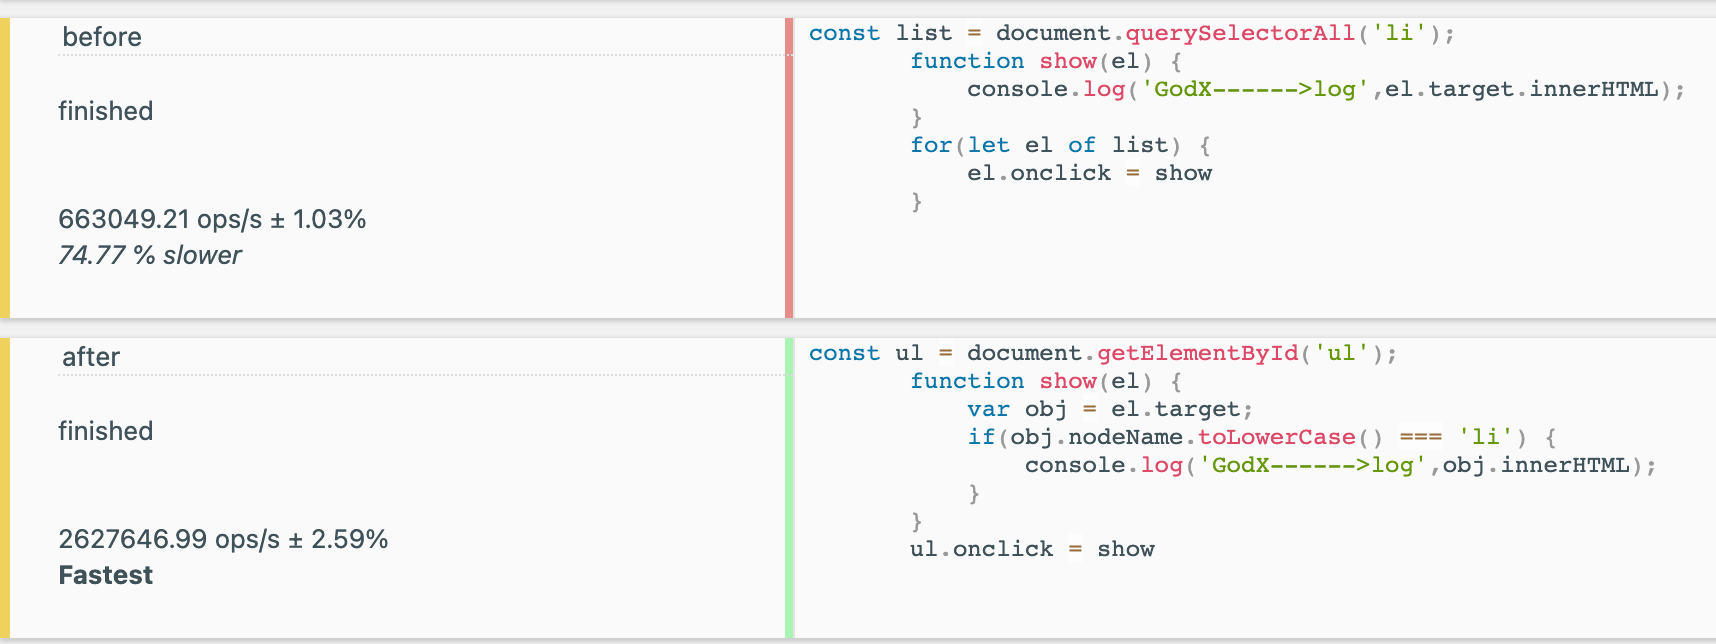 before
finished
663049.21 ops/s ± 1.03%
74.77 % slower
const list = document.querySelectorAll('li');
function show(el) {
console.log('GodX------>log',el.target.innerHTML);
}
for(let el of list) {
el.onclick = show
}
after
finished
2627646.99 ops/s ± 2.59%
Fastest
const ul = document.getElementById('ul');
function show(el) {
var obj = el.target;
if(obj.nodeName.toLowerCase() === 'li') {
console.log('GodX------>log',obj.innerHTML);
}
}
ul.onclick = show